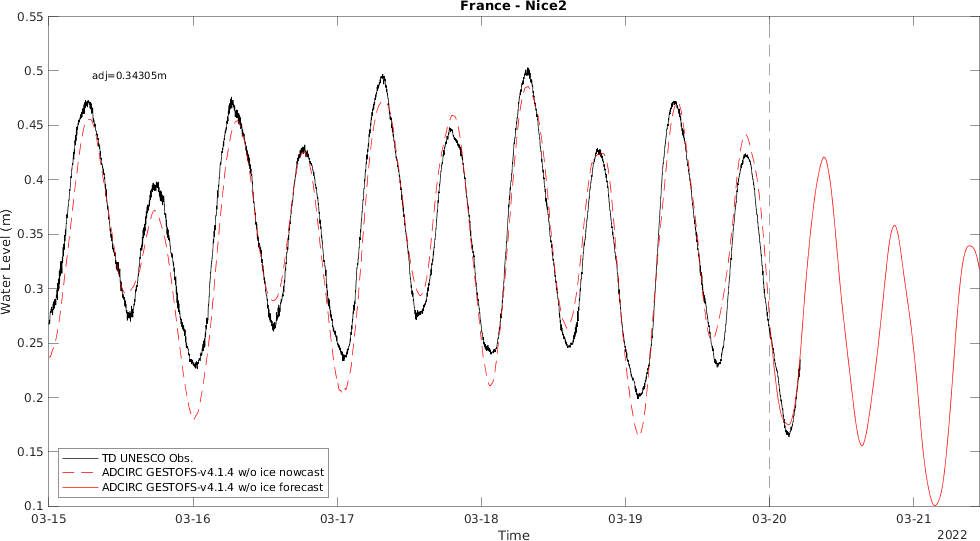 France - Nice2
adj=0.34305m
0.55
0.5
0.45
0.4
0.35
0.3
0.25
0.2
0.15
0.1
Water Level (m)
TD UNESCO Obs.
ADCIRC GESTOFS-v4.1.4 w/o ice nowcast
ADCIRC GESTOFS-v4.1.4 w/o ice forecast
03-15 03-16 03-17 03-18 03-19 03-20 03-21
Time
2022